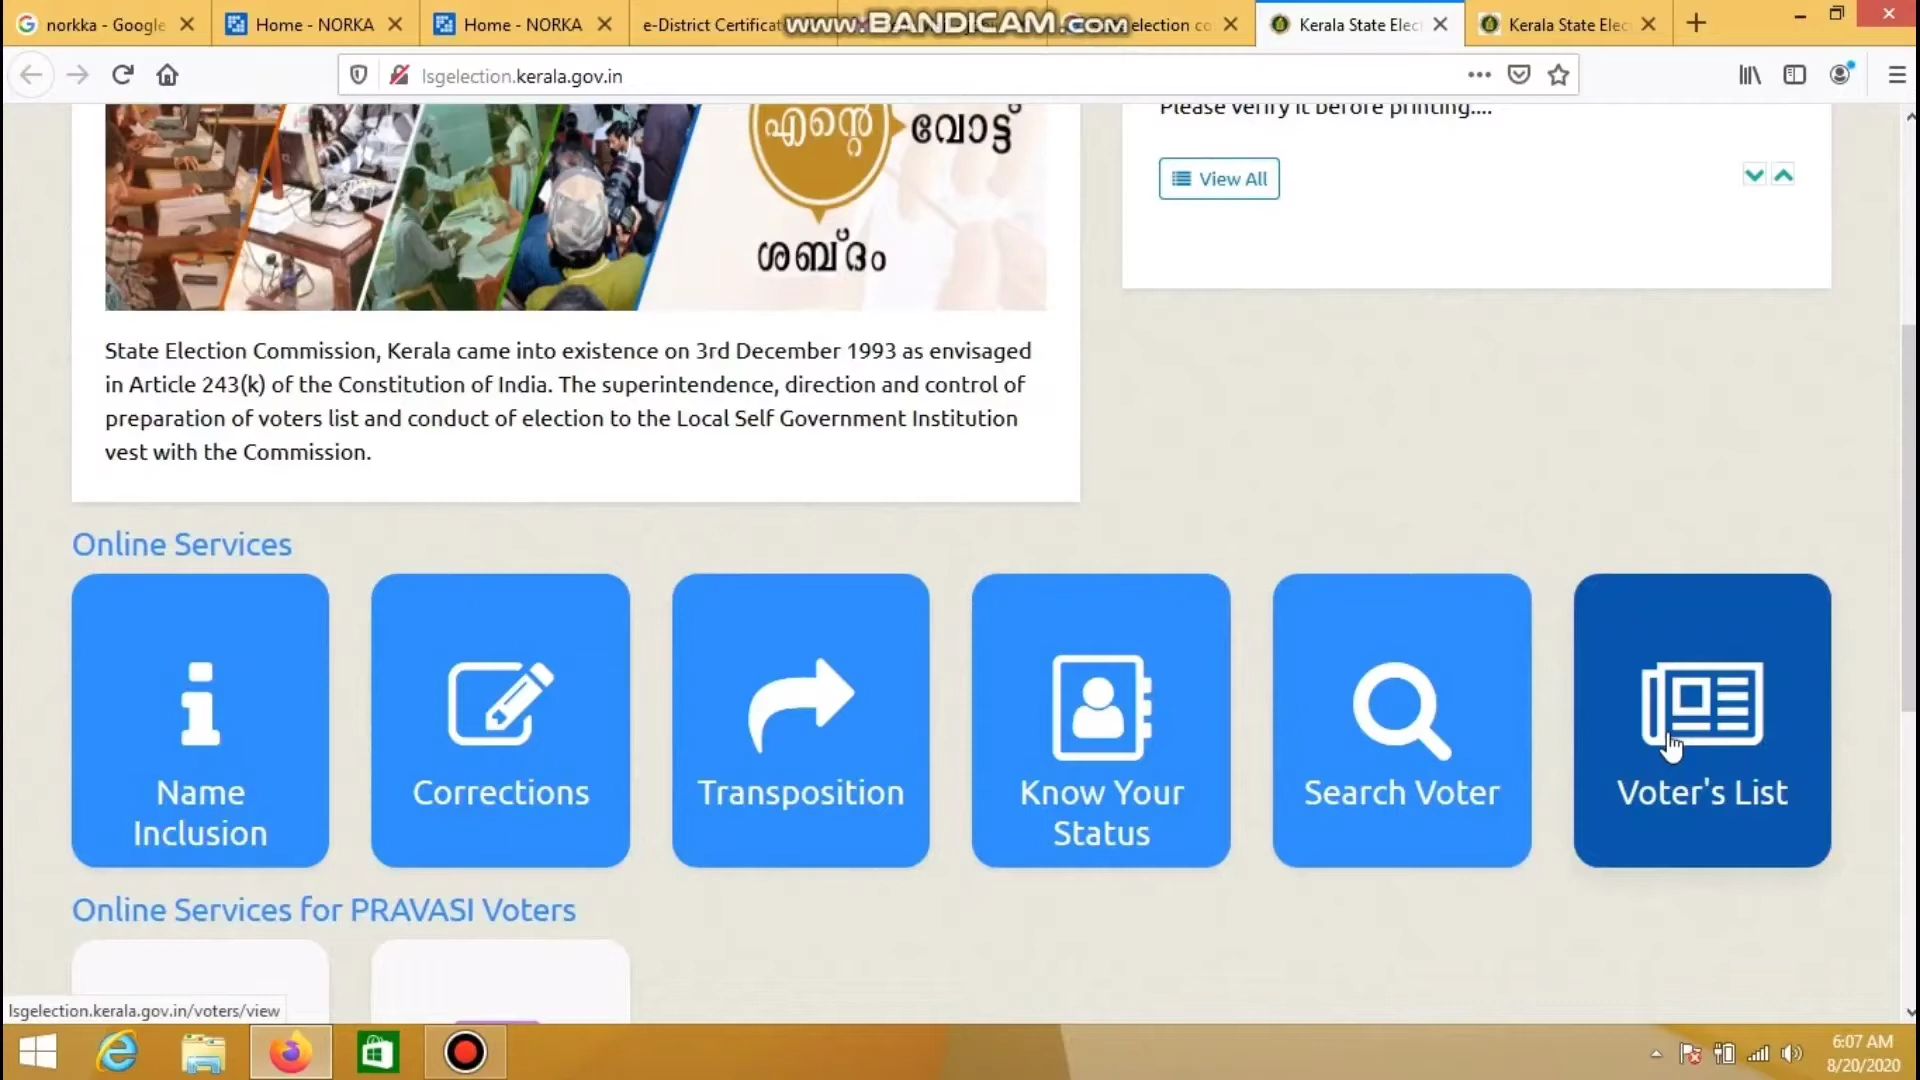 norkka - Google
Home - NORKA
Home - NORKA
e-District Certificat
www.BANDICAM.com
election co
Kerala State Elec
Kerala State Elec
lsgelection.kerala.gov.in
Please verify it before printing....
എന്റെ
വോട്ട്
ശബ്ദം
View All
State Election Commission, Kerala came into existence on 3rd December 1993 as envisaged
in Article 243(k) of the Constitution of India. The superintendence, direction and control of
preparation of voters list and conduct of election to the Local Self Government Institution
vest with the Commission.
Online Services
Name
Inclusion
Corrections
Transposition
Know Your
Status
Search Voter
Voter's List
Online Services for PRAVASI Voters
lsgelection.kerala.gov.in/voters/view
6:07 AM
8/20/2020